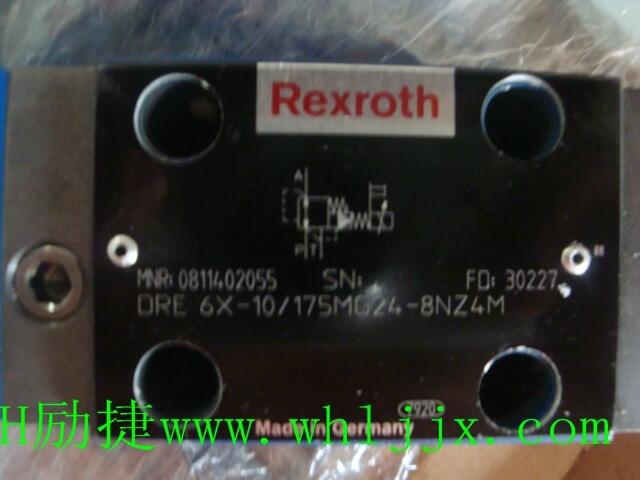 Rexroth
A
P T
MNR: 0811402055 SN: FD: 30227
DRE 6X-10/175MG24-8NZ4M
7920
Made in Germany
H励捷www.whljjx.com